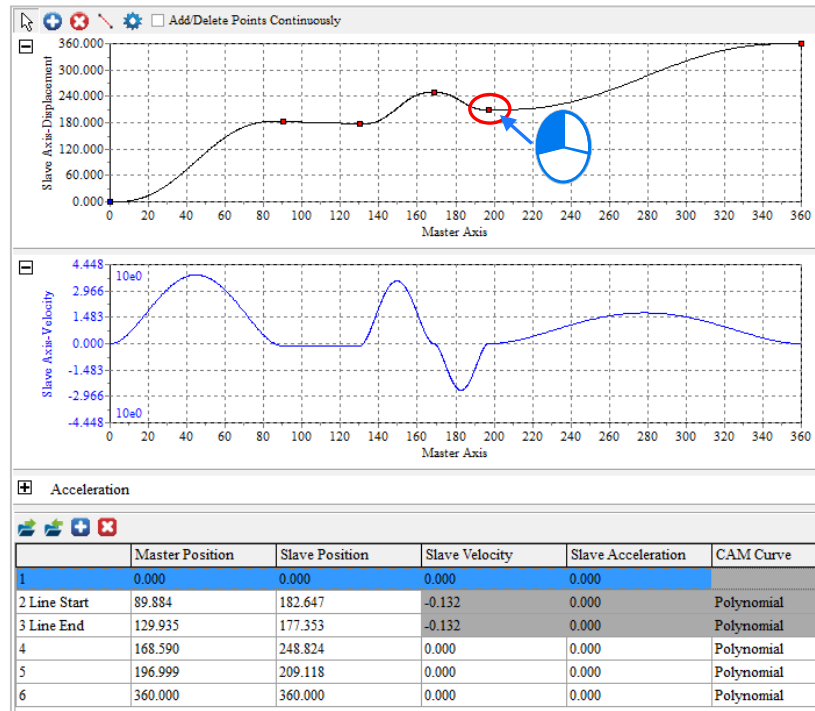 Add/Delete Points Continuously
Slave Axis-Displacement
360.000
300.000
240.000
180.000
120.000
60.000
0.000
0 20 40 60 80 100 120 140 160 180 200 220 240 260 280 300 320 340 360
Master Axis
Slave Axis-Velocity
4.448
10e0
2.966
1.483
0.000
-1.483
-2.966
-4.448
10e0
0 20 40 60 80 100 120 140 160 180 200 220 240 260 280 300 320 340 360
Master Axis
Acceleration
Master Position Slave Position Slave Velocity Slave Acceleration CAM Curve
1 0.000 0.000 0.000 0.000
2 Line Start 89.884 182.647 -0.132 0.000 Polynomial
3 Line End 129.935 177.353 -0.132 0.000 Polynomial
4 168.590 248.824 0.000 0.000 Polynomial
5 196.999 209.118 0.000 0.000 Polynomial
6 360.000 360.000 0.000 0.000 Polynomial